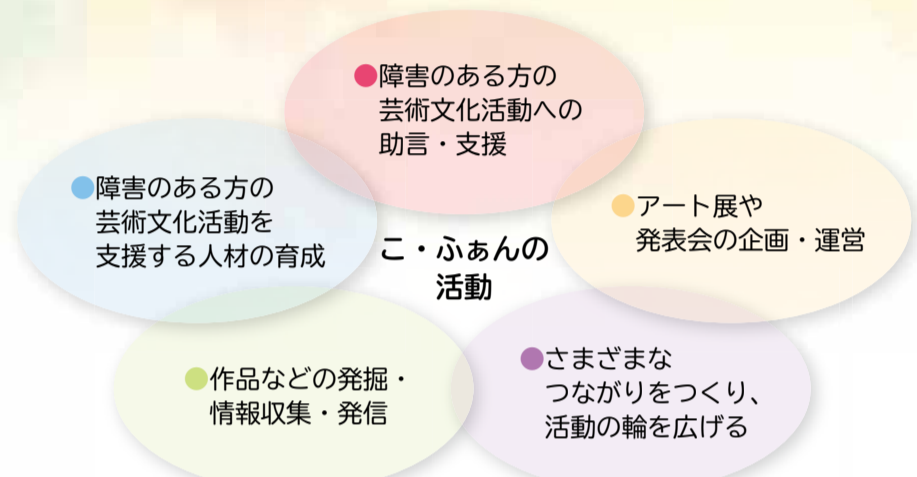 ●障害のある方の
芸術文化活動への
助言・支援
●障害のある方の
芸術文化活動を
支援する人材の育成
●アート展や
発表会の企画・運営
こ・ふぁんの
活動
●作品などの発掘・
情報収集・発信
●さまざまな
つながりをつくり、
活動の輪を広げる